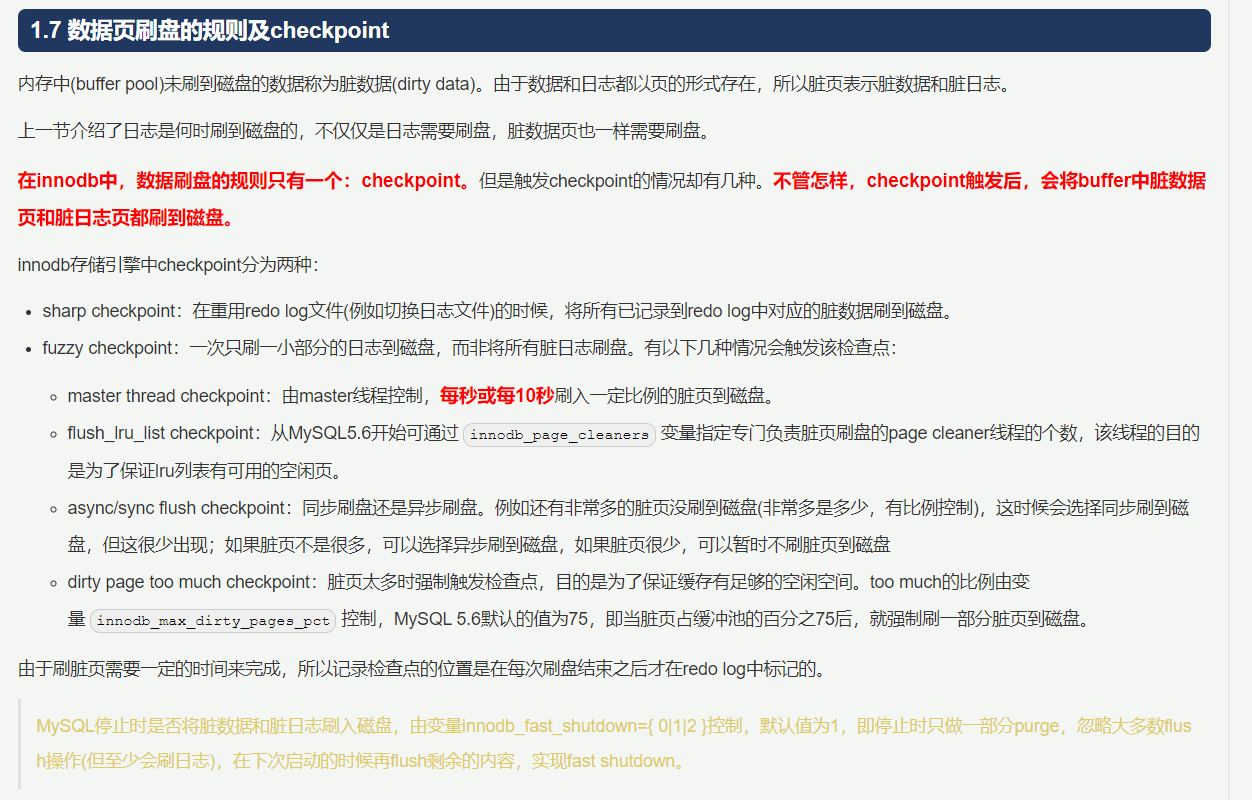 1.7 数据页刷盘的规则及checkpoint
内存中(buffer pool)未刷到磁盘的数据称为脏数据(dirty data)。由于数据和日志都以页的形式存在，所以脏页表示脏数据和脏日志。
上一节介绍了日志是何时刷到磁盘的，不仅仅是日志需要刷盘，脏数据页也一样需要刷盘。
在innodb中，数据刷盘的规则只有一个：checkpoint。但是触发checkpoint的情况却有几种。不管怎样，checkpoint触发后，会将buffer中脏数据
页和脏日志页都刷到磁盘。
innodb存储引擎中checkpoint分为两种：
• sharp checkpoint：在重用redo log文件(例如切换日志文件)的时候，将所有已记录到redo log中对应的脏数据刷到磁盘。
• fuzzy checkpoint：一次只刷一小部分的日志到磁盘，而非将所有脏日志刷盘。有以下几种情况会触发该检查点：
◦ master thread checkpoint：由master线程控制，每秒或每10秒刷入一定比例的脏页到磁盘。
◦ flush_lru_list checkpoint：从MySQL5.6开始可通过 innodb_page_cleaners 变量指定专门负责脏页刷盘的page cleaner线程的个数，该线程的目的
是为了保证lru列表有可用的空闲页。
◦ async/sync flush checkpoint：同步刷盘还是异步刷盘。例如还有非常多的脏页没刷到磁盘(非常多是多少，有比例控制)，这时候会选择同步刷到磁
盘，但这很少出现；如果脏页不是很多，可以选择异步刷到磁盘，如果脏页很少，可以暂时不刷脏页到磁盘
◦ dirty page too much checkpoint：脏页太多时强制触发检查点，目的是为了保证缓存有足够的空闲空间。too much的比例由变
量 innodb_max_dirty_pages_pct 控制，MySQL 5.6默认的值为75，即当脏页占缓冲池的百分之75后，就强制刷一部分脏页到磁盘。
由于刷脏页需要一定的时间来完成，所以记录检查点的位置是在每次刷盘结束之后才在redo log中标记的。
MySQL停止时是否将脏数据和脏日志刷入磁盘，由变量innodb_fast_shutdown={ 0|1|2 }控制，默认值为1，即停止时只做一部分purge，忽略大多数flus
h操作(但至少会刷日志)，在下次启动的时候再flush剩余的内容，实现fast shutdown。